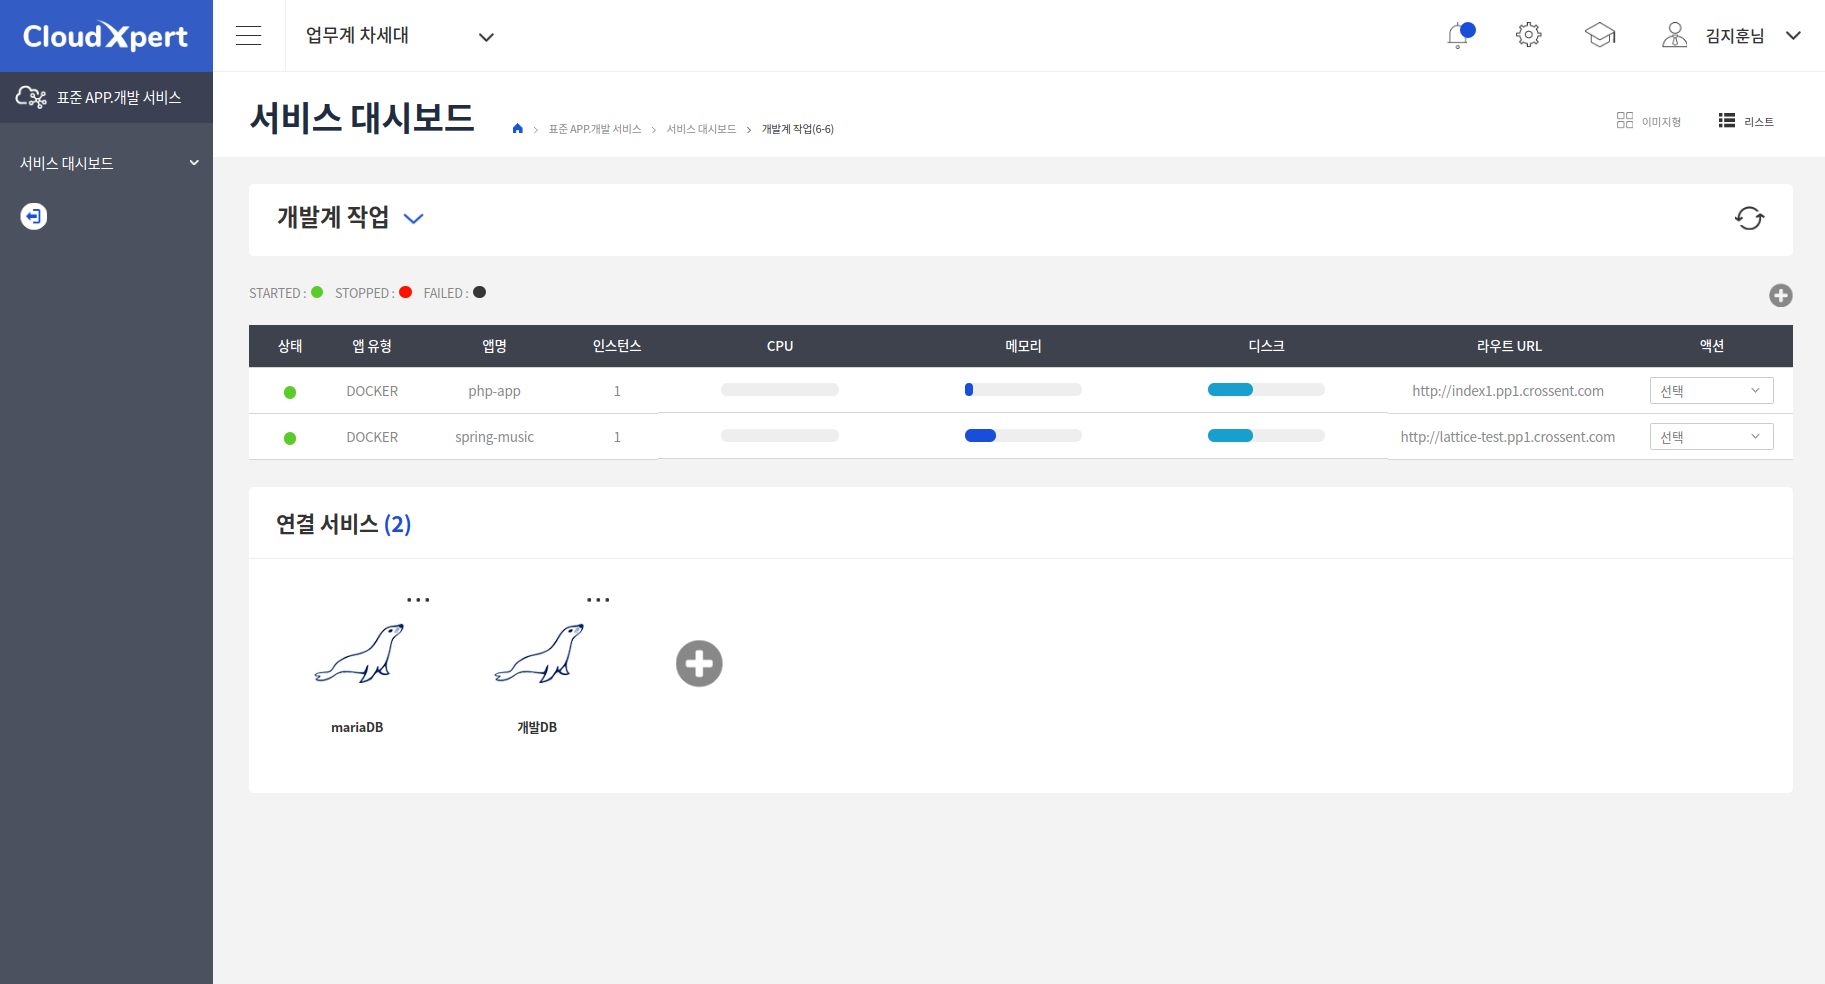 CloudXpert
업무계 차세대
김지훈님
표준 APP.개발 서비스
서비스 대시보드
서비스 대시보드
표준 APP.개발 서비스 > 서비스 대시보드 > 개발계 작업(6-6)
이미지형
리스트
개발계 작업
STARTED : STOPPED : FAILED :
상태 앱 유형 앱명 인스턴스 CPU 메모리 디스크 라우트 URL 액션
DOCKER php-app 1 http://index1.pp1.crossent.com 선택
DOCKER spring-music 1 http://lattice-test.pp1.crossent.com 선택
연결 서비스 (2)
mariaDB
개발DB